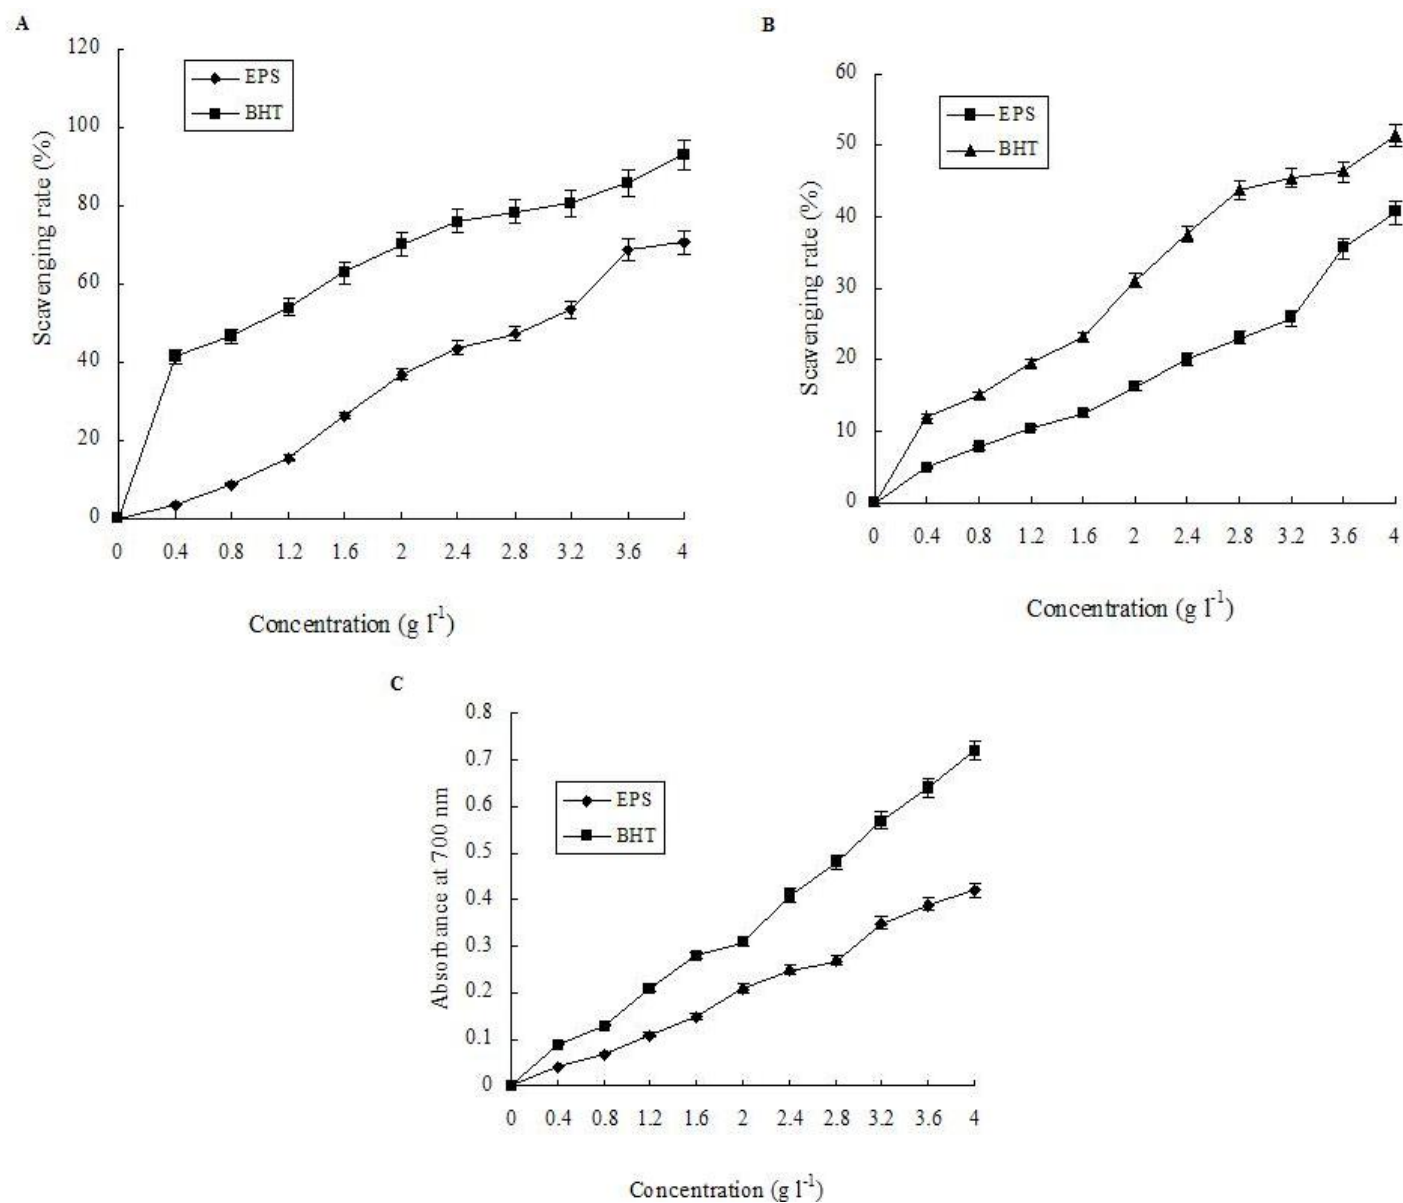 A
120
100
80
60
40
20
0
Scavenging rate (%)
EPS
BHT
0 0.4 0.8 1.2 1.6 2 2.4 2.8 3.2 3.6 4
Concentration (g l-1)
B
60
50
40
30
20
10
0
Scavenging rate (%)
EPS
BHT
0 0.4 0.8 1.2 1.6 2 2.4 2.8 3.2 3.6 4
Concentration (g l-1)
C
0.8
0.7
0.6
0.5
0.4
0.3
0.2
0.1
0
Absorbance at 700 nm
EPS
BHT
0 0.4 0.8 1.2 1.6 2 2.4 2.8 3.2 3.6 4
Concentration (g l-1)